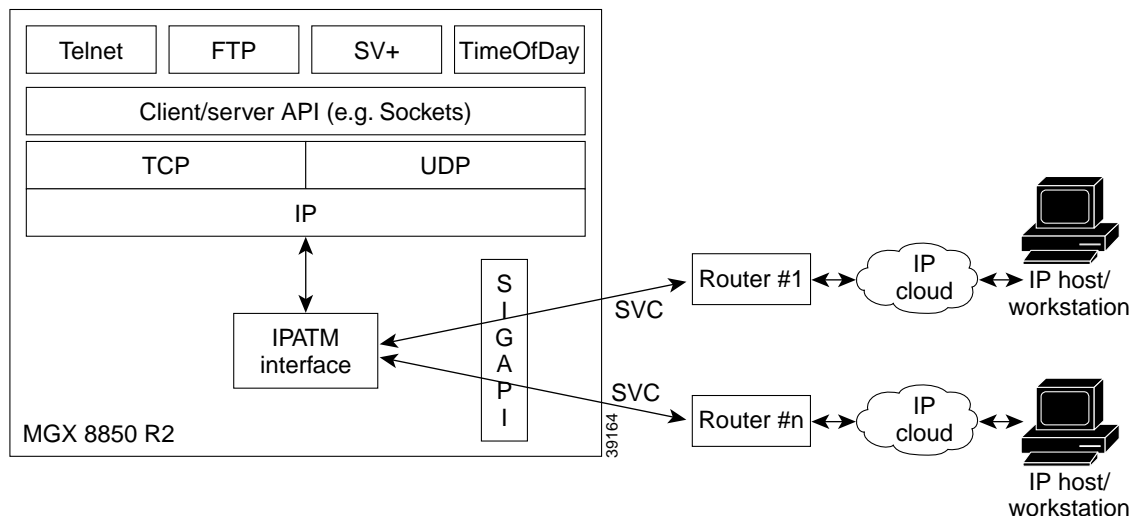 Telnet
FTP
SV+
TimeOfDay
Client/server API (e.g. Sockets)
TCP
UDP
IP
IPATM
interface
S
I
G
A
P
I
MGX 8850 R2
39164
SVC
SVC
Router #1
IP
cloud
IP host/
workstation
Router #n
IP
cloud
IP host/
workstation